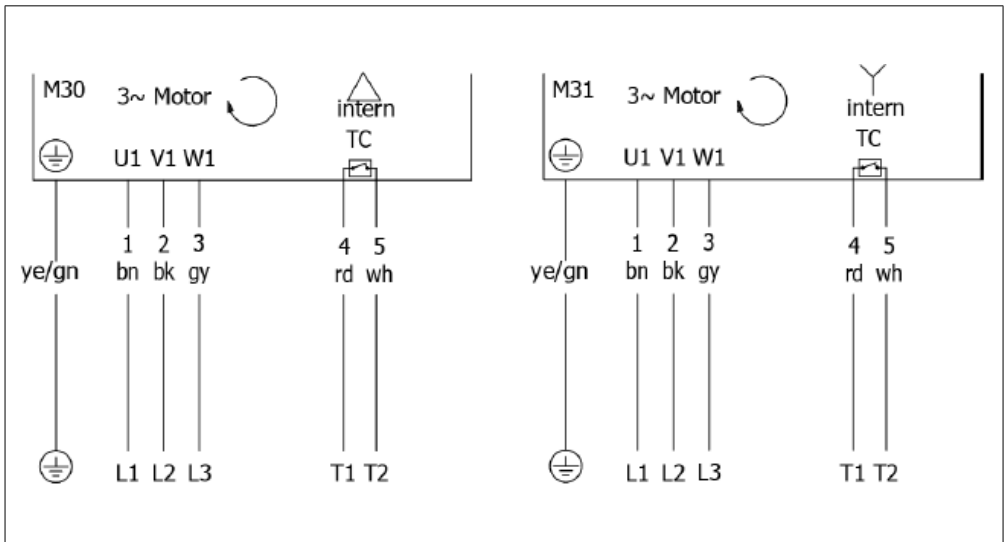 M30
3~ Motor
intern
TC
U1 V1 W1
1 2 3
4 5
ye/gn
bn bk gy
rd wh
L1 L2 L3
T1 T2
M31
3~ Motor
intern
TC
U1 V1 W1
1 2 3
4 5
ye/gn
bn bk gy
rd wh
L1 L2 L3
T1 T2